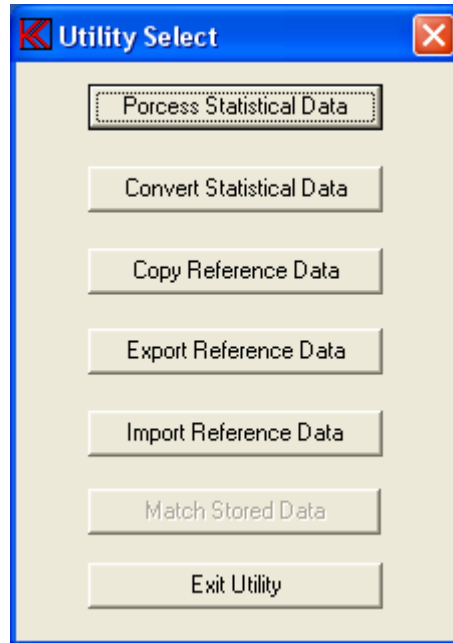 Utility Select
Porcess Statistical Data
Convert Statistical Data
Copy Reference Data
Export Reference Data
Import Reference Data
Match Stored Data
Exit Utility